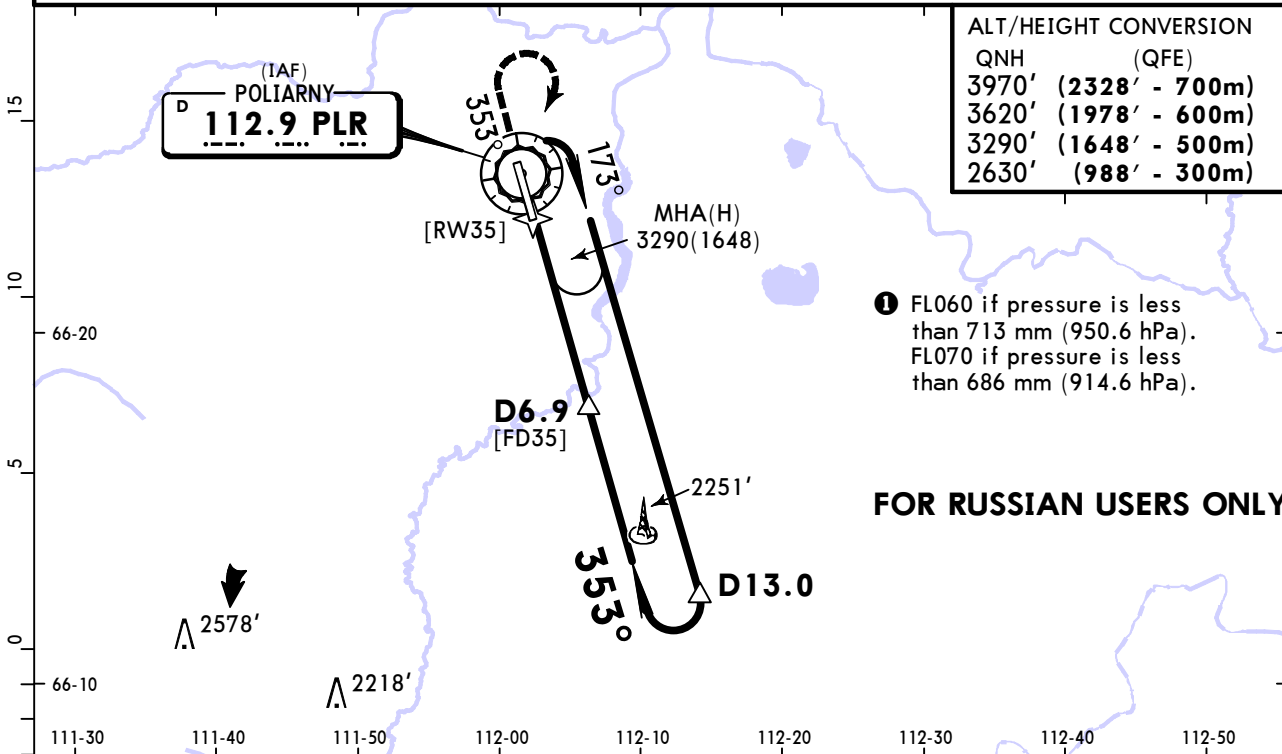 ALT/HEIGHT CONVERSION
QNH (QFE)
3970' (2328' - 700m)
3620' (1978' - 600m)
3290' (1648' - 500m)
2630' (988' - 300m)
(IAF)
POLIARNY
D 112.9 PLR
353°
173°
[RW35]
MHA(H)
3290(1648)
❶ FL060 if pressure is less
than 713 mm (950.6 hPa).
FL070 if pressure is less
than 686 mm (914.6 hPa).
D6.9
[FD35]
2251'
FOR RUSSIAN USERS ONLY
353°
D13.0
2578'
2218'
15
10
5
0
66-20
66-10
111-30 111-40 111-50 112-00 112-10 112-20 112-30 112-40 112-50